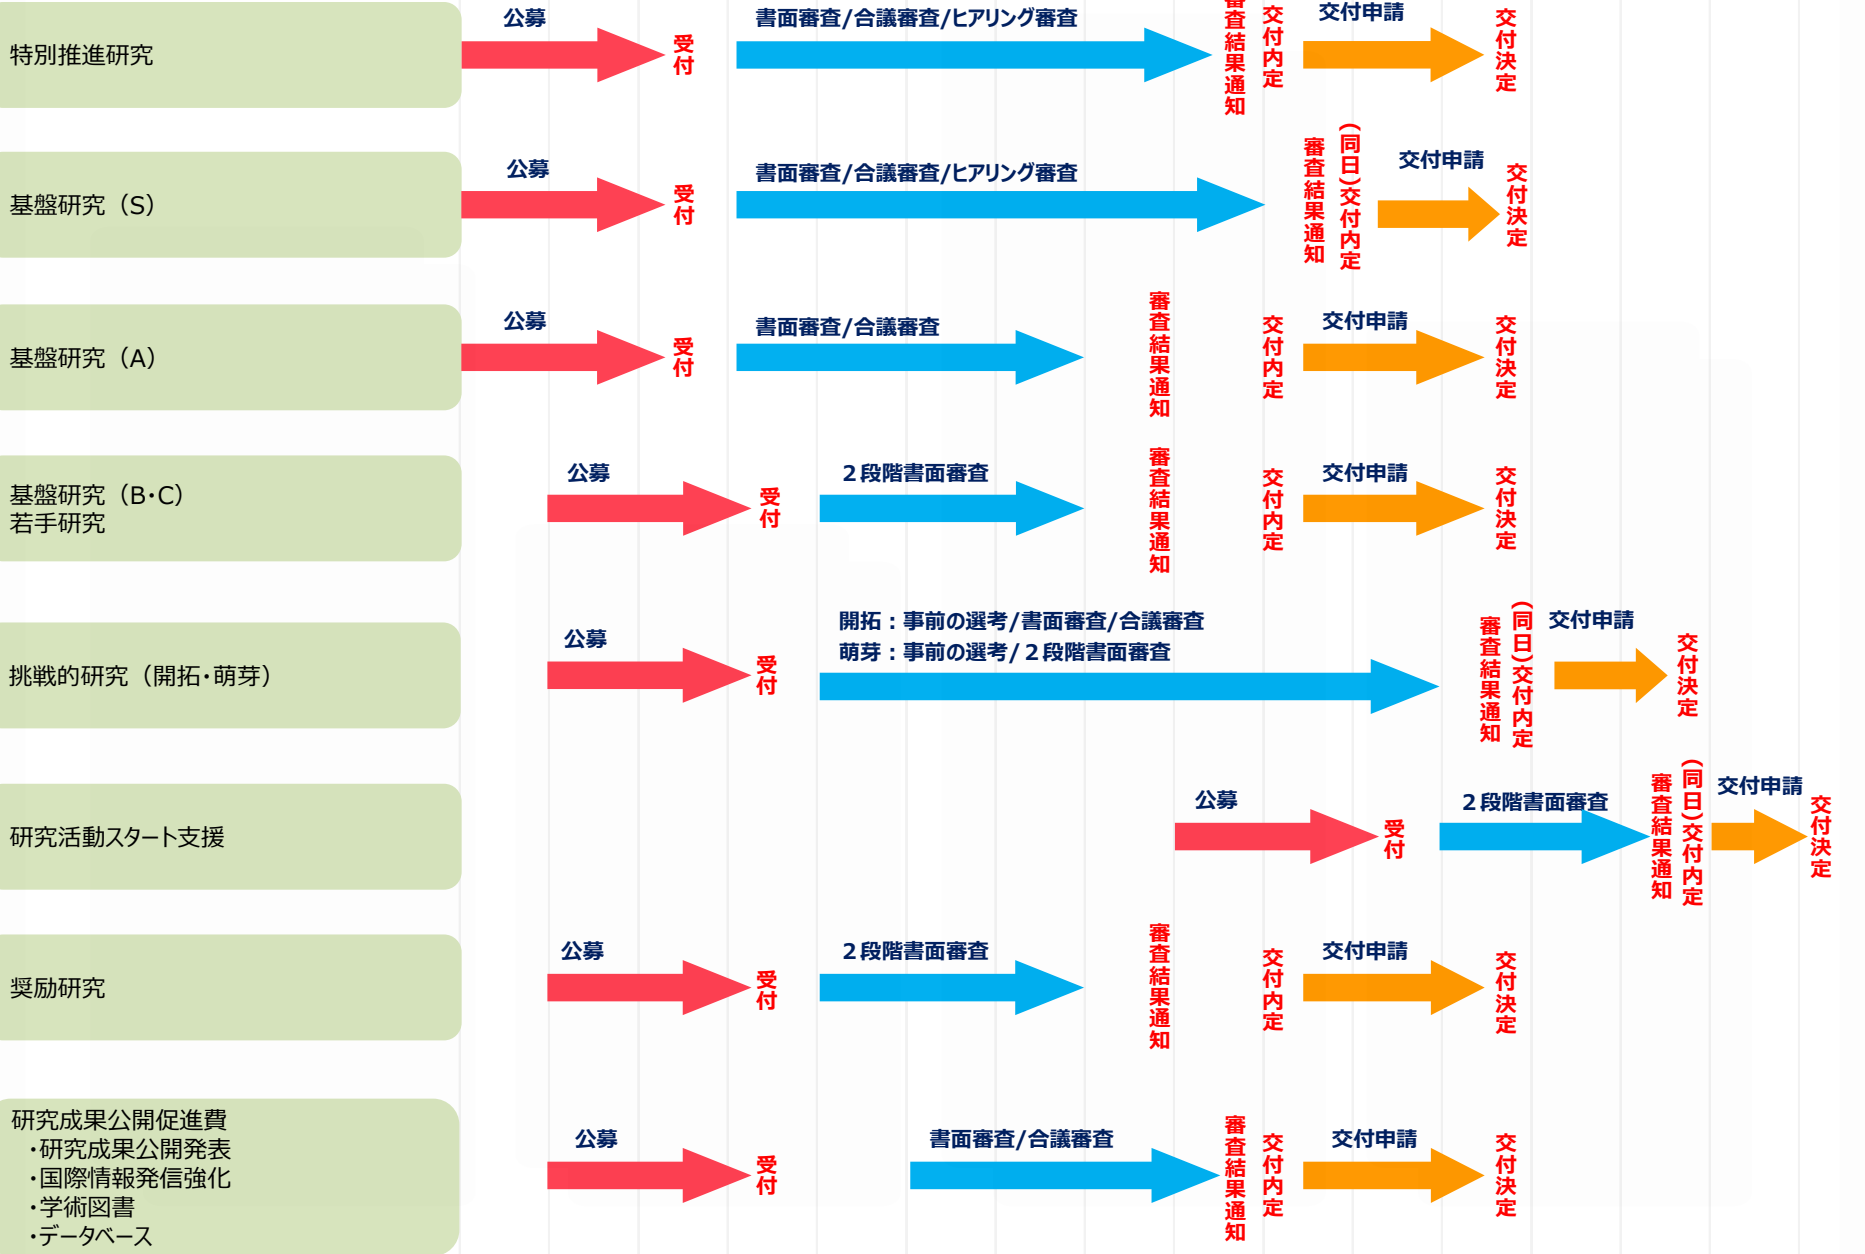 公募
書面審査/合議審査/ヒアリング審査
交付申請
特別推進研究
受付
審査結果通知
交付内定
交付決定
公募
書面審査/合議審査/ヒアリング審査
交付申請
基盤研究（S）
受付
審査結果通知
(同日)交付内定
交付決定
公募
書面審査/合議審査
交付申請
基盤研究（A）
受付
審査結果通知
交付内定
交付決定
公募
２段階書面審査
交付申請
基盤研究（B・C）
若手研究
受付
審査結果通知
交付内定
交付決定
公募
開拓：事前の選考/書面審査/合議審査
萌芽：事前の選考/２段階書面審査
交付申請
挑戦的研究（開拓・萌芽）
受付
審査結果通知
(同日)交付内定
交付決定
公募
２段階書面審査
交付申請
研究活動スタート支援
受付
審査結果通知
(同日)交付内定
交付決定
公募
２段階書面審査
交付申請
奨励研究
受付
審査結果通知
交付内定
交付決定
研究成果公開促進費
・研究成果公開発表
・国際情報発信強化
・学術図書
・データベース
公募
受付
書面審査/合議審査
審査結果通知
交付内定
交付申請
交付決定